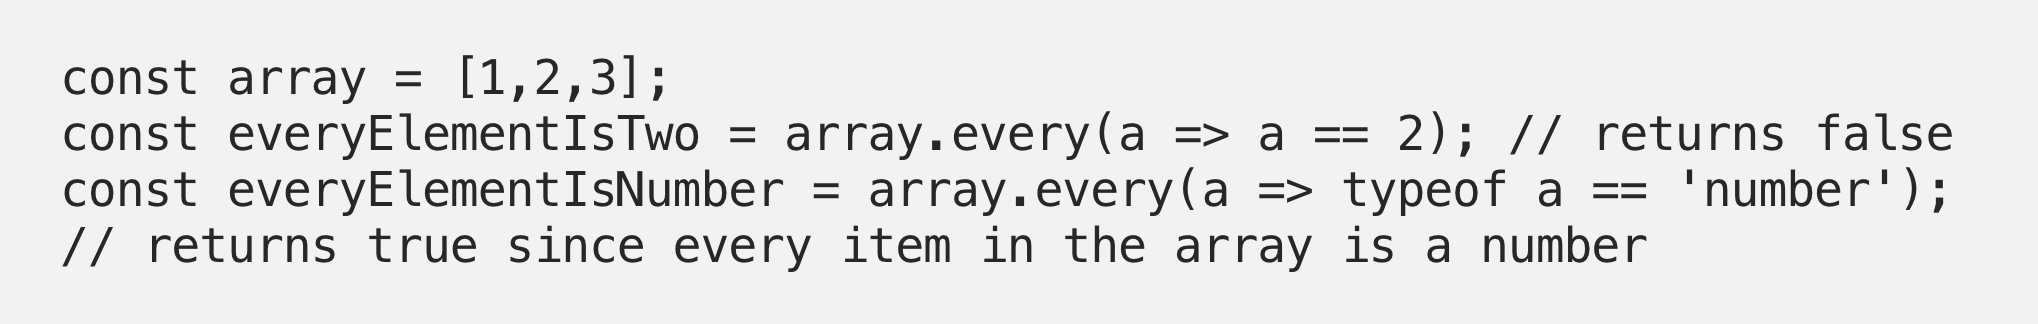 const array = [1,2,3];
const everyElementIsTwo = array.every(a => a == 2); // returns false
const everyElementIsNumber = array.every(a => typeof a == 'number');
// returns true since every item in the array is a number